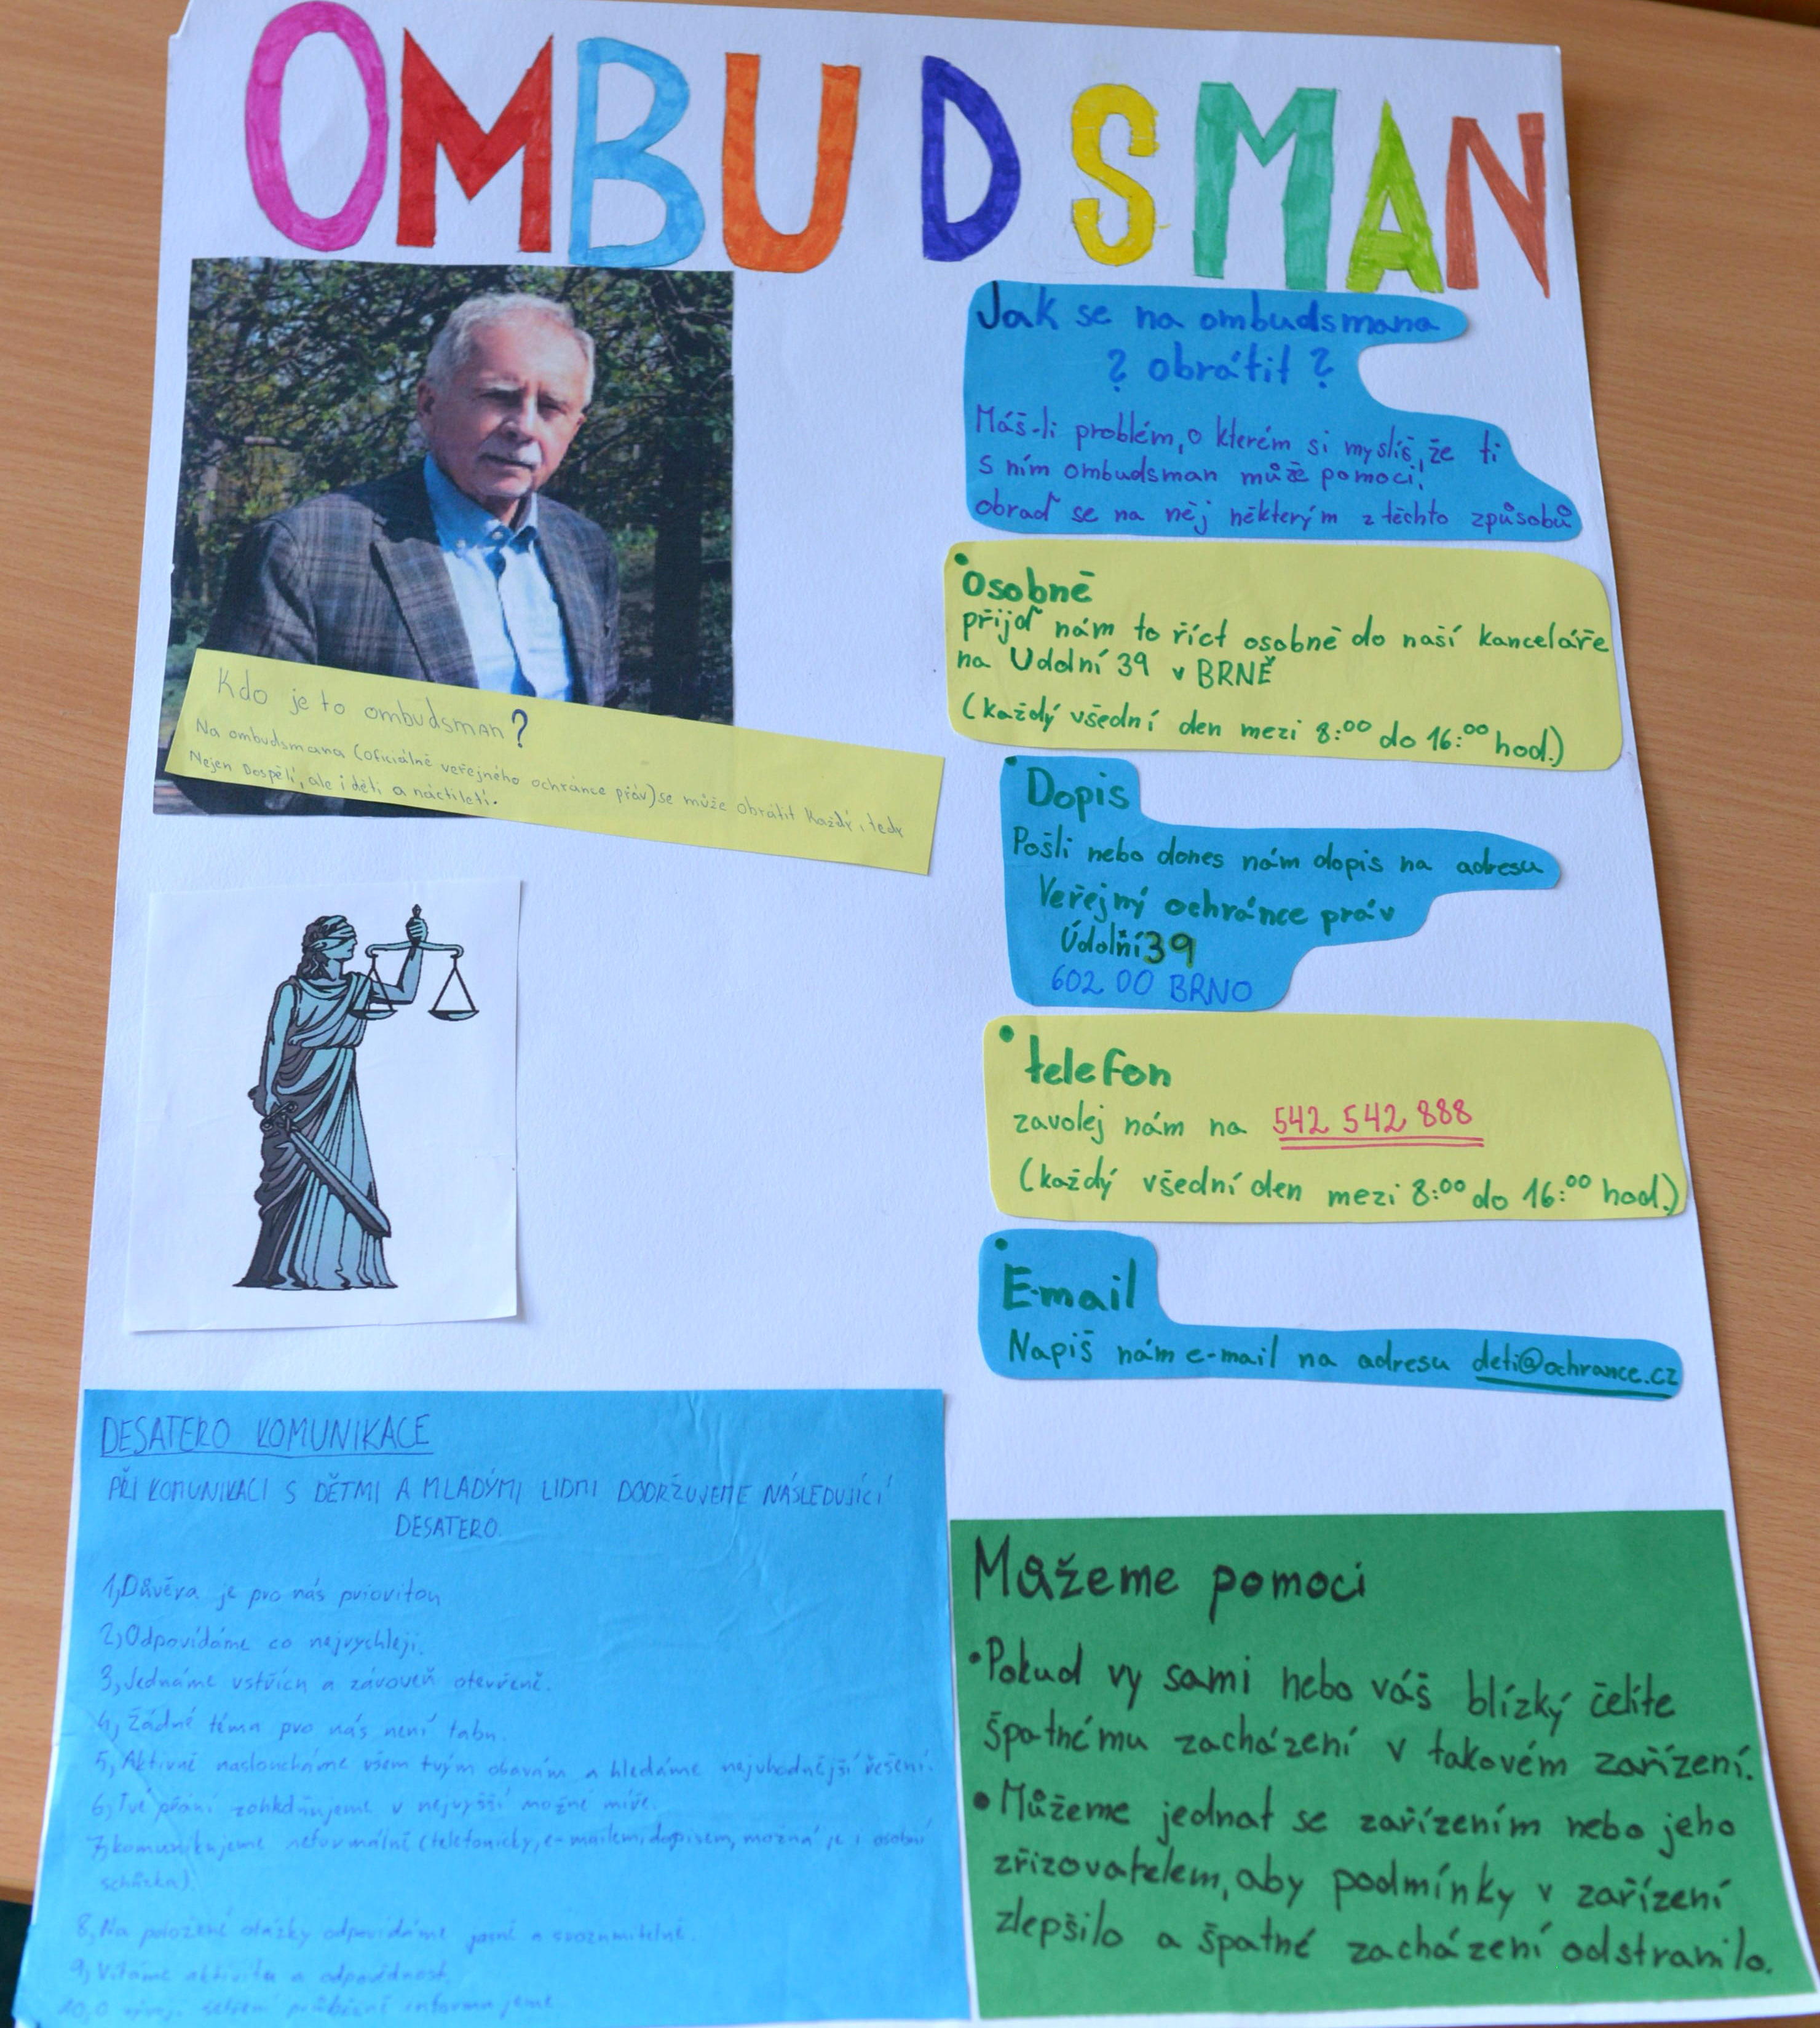 OMBUDSMAN
Kdo je to ombudsman?
Na ombudsmana (oficiálně veřejného ochránce práv) se může obrátit každý, tedy
Nejen Dospělí, ale i děti a náctiletí.
Jak se na ombudsmana
? obrátit ?
Máš-li problém, o kterém si myslíš, že ti
s ním ombudsman může pomoci,
obrať se na něj některým z těchto způsobů
• Osobně
přijď nám to říct osobně do naší kanceláře
na Údolní 39 v BRNĚ
(každý všední den mezi 8:00 do 16:00 hod.)
• Dopis
Pošli nebo dones nám dopis na adresu
Veřejný ochránce práv
Údolní 39
602 00 BRNO
• telefon
zavolej nám na 542 542 888
(každý všední den mezi 8:00 do 16:00 hod.)
• E-mail
Napiš nám e-mail na adresu deti@ochrance.cz
DESATERO KOMUNIKACE
PŘI KOMUNIKACI S DĚTMI A MLADÝMI LIDMI DODRŽUJEME NÁSLEDUJÍCÍ
DESATERO.
1, Důvěra je pro nás prioritou
2, Odpovídáme co nejrychleji.
3, Jednáme vstřícn a zároveň otevřeně.
4, Žádné téma pro nás není tabu.
5, Aktivně nasloucháme všem tvým obavám a hledáme nejvhodnější řešení.
6, Tvé přání v nejvyšší možné míře.
7, komunikujeme neformálně (telefonicky, e-mailem, dopisem, možná je i osobní
schůzka).
8, Na položené otázky odpovídáme jasně a srozumitelně.
9, Vítáme aktivitu a odpovědnost.
10, O průběžně informujeme
Můžeme pomoci
• Pokud vy sami nebo váš blízký čelíte
špatnému zacházení v takovém zařízení.
• Můžeme jednat se zařízením nebo jeho
zřizovatelem, aby podmínky v zařízení
zlepšilo a špatné zacházení odstranilo.